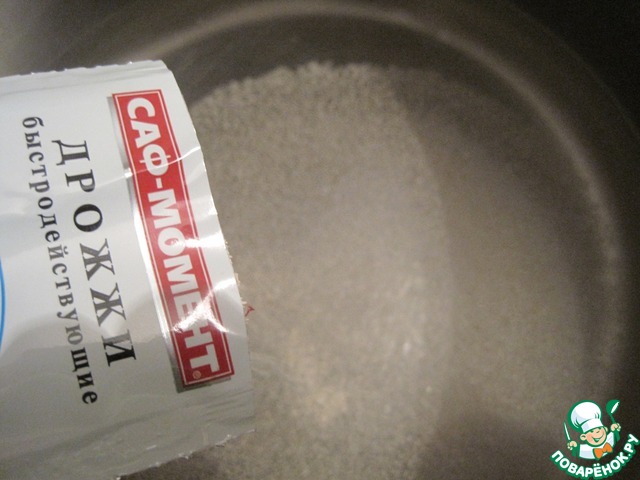 САФ-МОМЕНТ®
ДРОЖЖИ
быстродействующие
ПОВАРЁНОК.РУ